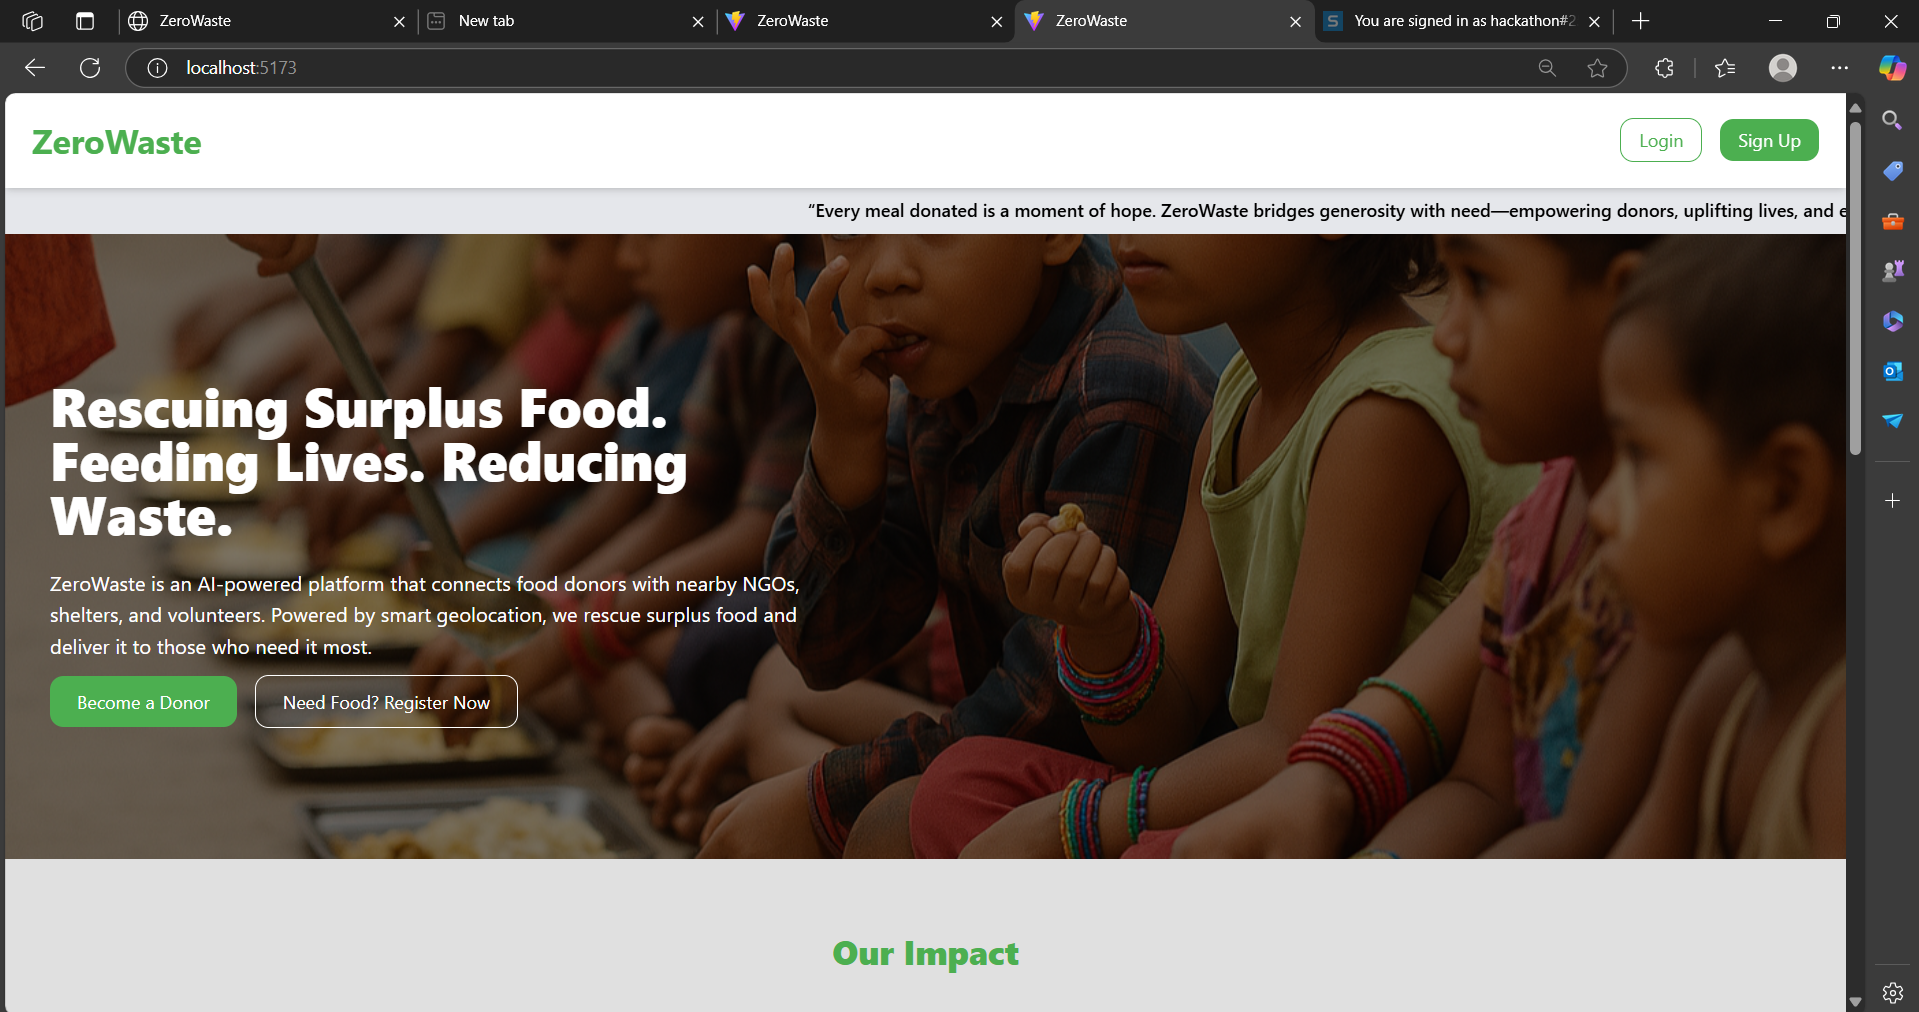 ZeroWaste
New tab
ZeroWaste
ZeroWaste
You are signed in as hackathon#2
localhost:5173
ZeroWaste
Login
Sign Up
“Every meal donated is a moment of hope. ZeroWaste bridges generosity with need—empowering donors, uplifting lives, and e
Rescuing Surplus Food.
Feeding Lives. Reducing
Waste.
ZeroWaste is an AI-powered platform that connects food donors with nearby NGOs,
shelters, and volunteers. Powered by smart geolocation, we rescue surplus food and
deliver it to those who need it most.
Become a Donor
Need Food? Register Now
Our Impact